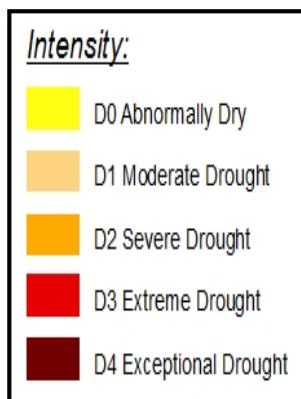 Intensity:
D0 Abnormally Dry
D1 Moderate Drought
D2 Severe Drought
D3 Extreme Drought
D4 Exceptional Drought